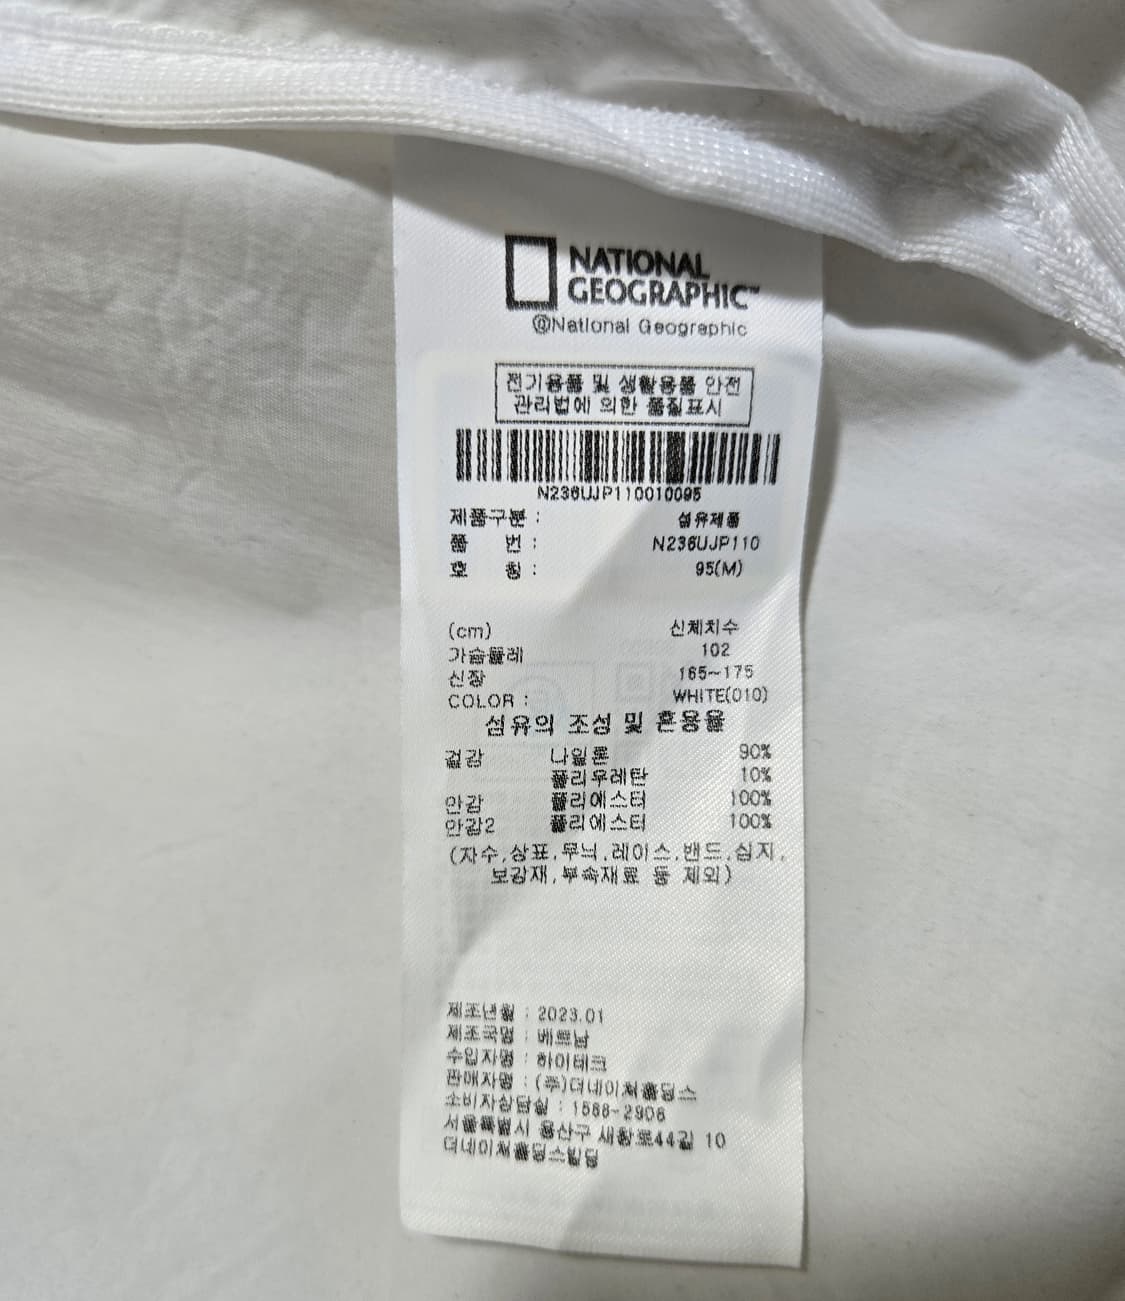 NATIONAL
GEOGRAPHIC™
©National Geographic
전기용품 및 생활용품 안전
관리법에 의한 품질표시
N236UJP110010095
제품구분 : 섬유제품
품 번 : N236UJP110
호 칭 : 95(M)
(cm) 신체치수
가슴둘레 102
신장 165~175
COLOR : WHITE(010)
섬유의 조성 및 혼용율
겉감 나일론 90%
폴리우레탄 10%
안감 폴리에스터 100%
안감2 폴리에스터 100%
(자수,상표,무늬,레이스,밴드,심지,
보강재,부속재료 등 제외)
제조년월 : 2023.01
제조국명 : 베트남
수입자명 : 하이테크
판매자명 : (주)더네이쳐홀딩스
소비자상담실 : 1588-2906
서울특별시 용산구 새창로44길 10
더네이쳐홀딩스빌딩